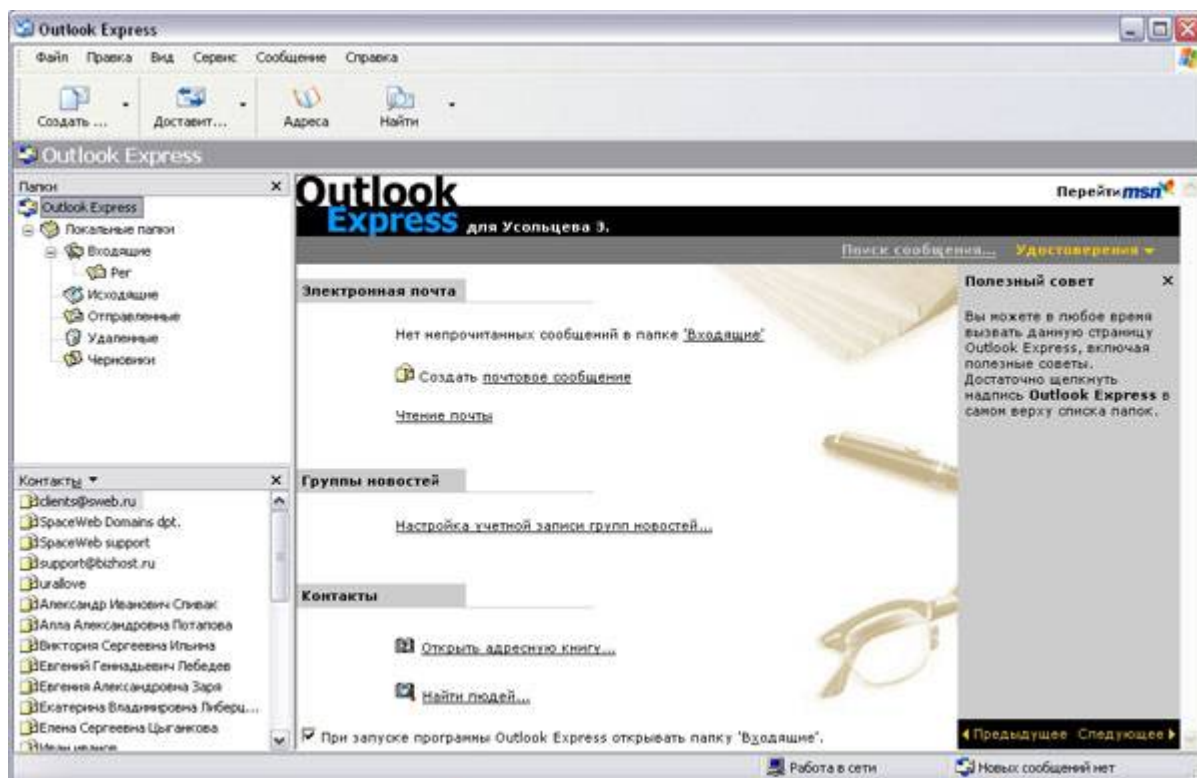 Outlook Express
Файл Правка Вид Сервис Сообщение Справка
Создать ... Доставит... Адреса Найти
Outlook Express
Папки
Outlook Express
Локальные папки
Входящие
Рег
Исходящие
Отправленные
Удаленные
Черновики
Контакты
clients@sweb.ru
SpaceWeb Domains dpt.
SpaceWeb support
support@bizhost.ru
urallove
Александр Иванович Спивак
Алла Александровна Потапова
Виктория Сергеевна Ильина
Евгений Геннадьевич Лебедев
Евгения Александровна Заря
Екатерина Владимировна Либерц...
Елена Сергеевна Цыганкова
Иван иванов
Outlook
Express для Усольцева З.
Перейти msn
Поиск сообщения... Удостоверения
Электронная почта
Нет непрочитанных сообщений в папке 'Входящие'
Создать почтовое сообщение
Чтение почты
Группы новостей
Настройка учетной записи групп новостей...
Контакты
Открыть адресную книгу...
Найти людей...
При запуске программы Outlook Express открывать папку 'Входящие'.
Полезный совет
Вы можете в любое время
вызвать данную страницу
Outlook Express, включая
полезные советы.
Достаточно щелкнуть
надпись Outlook Express в
самом верху списка папок.
Предыдущее Следующее
Работа в сети
Новых сообщений нет